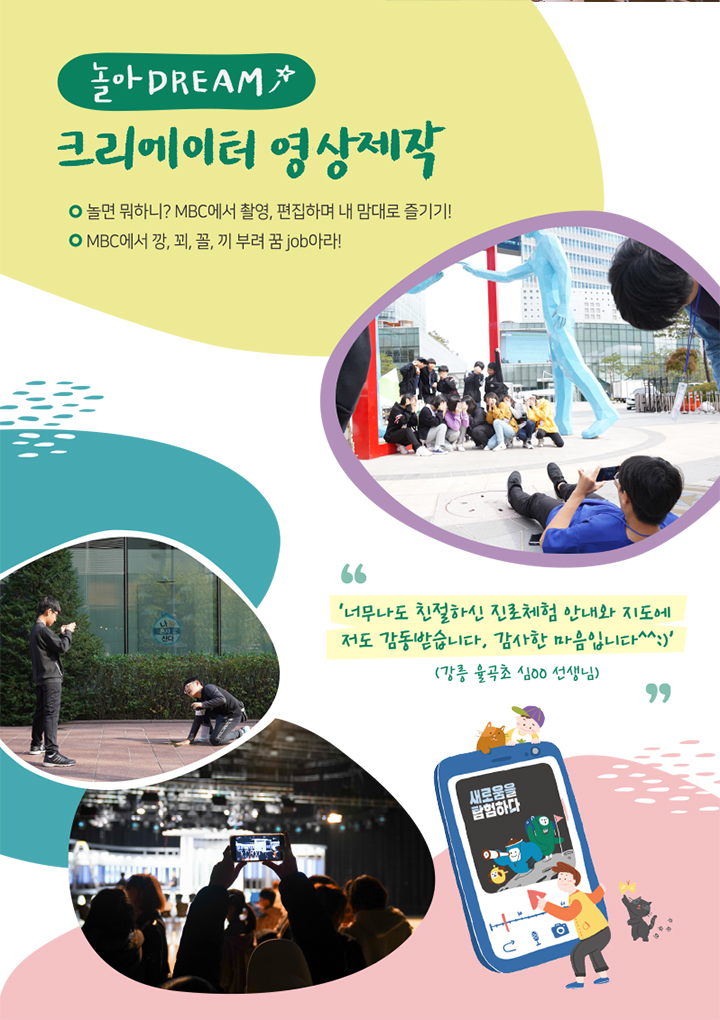 놀아DREAM
크리에이터 영상제작
놀면 뭐하니? MBC에서 촬영, 편집하며 내 맘대로 즐기기!
MBC에서 깡, 꾀, 꼴, 끼 부려 꿈 job아라!
“
‘너무나도 친절하신 진로체험 안내와 지도에
저도 감동받습니다. 감사한 마음입니다^^:)’
(강릉 율곡초 심OO 선생님)
”
새로움을
탐험하다